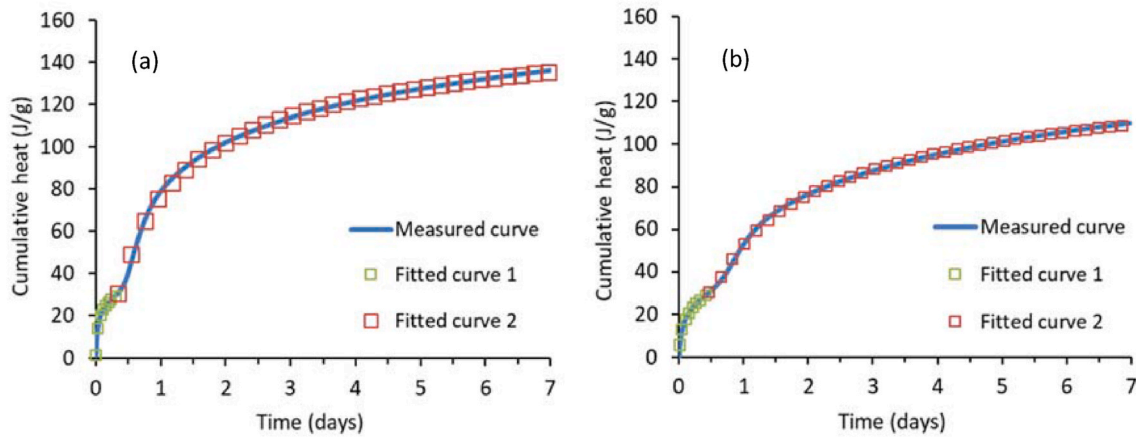 160
140
120
100
80
60
40
20
0
Cumulative heat (J/g)
(a)
Measured curve
Fitted curve 1
Fitted curve 2
0 1 2 3 4 5 6 7
Time (days)
160
140
120
100
80
60
40
20
0
Cumulative heat (J/g)
(b)
Measured curve
Fitted curve 1
Fitted curve 2
0 1 2 3 4 5 6 7
Time (days)